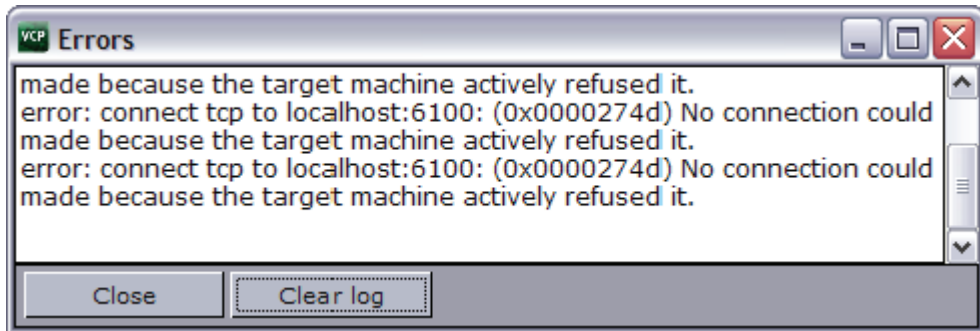 VCP Errors
made because the target machine actively refused it.
error: connect tcp to localhost:6100: (0x0000274d) No connection could
made because the target machine actively refused it.
error: connect tcp to localhost:6100: (0x0000274d) No connection could
made because the target machine actively refused it.
Close Clear log